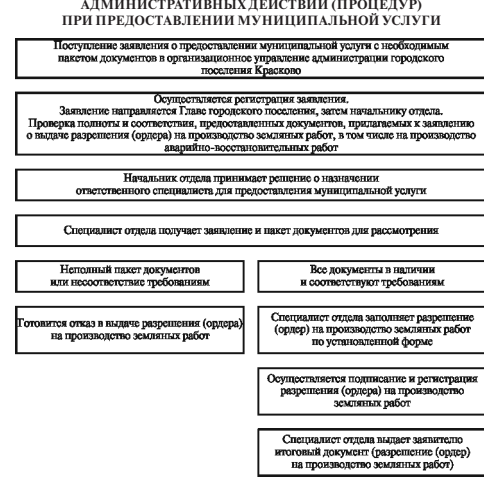 АДМИНИСТРАТИВНЫХ ДЕЙСТВИЙ (ПРОЦЕДУР)
ПРИ ПРЕДОСТАВЛЕНИИ МУНИЦИПАЛЬНОЙ УСЛУГИ
Поступление заявления о предоставлении муниципальной услуги с необходимым
пакетом документов в организационное управление администрации городского
поселения Красково
Осуществляется регистрация заявления.
Заявление направляется Главе городского поселения, затем начальнику отдела.
Проверка полноты и соответствия, предоставленных документов, прилагаемых к заявлению
о выдаче разрешения (ордера) на производство земляных работ, в том числе на производство
аварийно-восстановительных работ
Начальник отдела принимает решение о назначении
ответственного специалиста для предоставления муниципальной услуги
Специалист отдела получает заявление и пакет документов для рассмотрения
Неполный пакет документов
или несоответствие требованиям
Все документы в наличии
и соответствуют требованиям
Готовится отказ в выдаче разрешения (ордера)
на производство земляных работ
Специалист отдела заполняет разрешение
(ордер) на производство земляных работ
по установленной форме
Осуществляется подписание и регистрация
разрешения (ордера) на производство
земляных работ
Специалист отдела выдает заявителю
итоговый документ (разрешение (ордер)
на производство земляных работ)